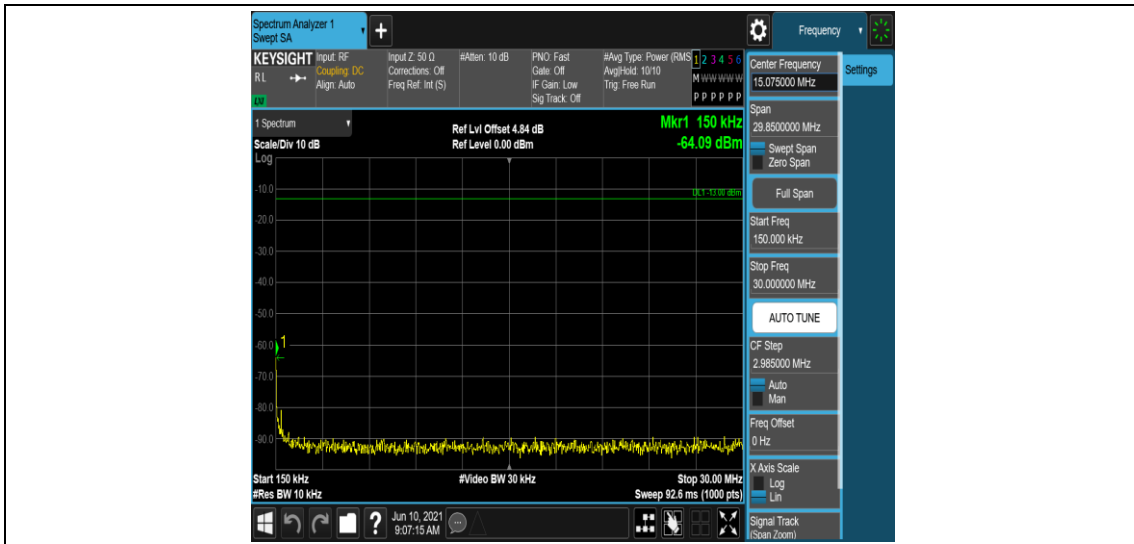 Spectrum Analyzer 1
Swept SA
+
Frequency
KEYSIGHT
RL
LXI
Input: RF
Coupling: DC
Align: Auto
Input Z: 50 Ω
Corrections: Off
Freq Ref: Int (S)
#Atten: 10 dB
PNO: Fast
Gate: Off
IF Gain: Low
Sig Track: Off
#Avg Type: Power (RMS
Avg|Hold: 10/10
Trig: Free Run
1 2 3 4 5 6
M W W W W W
P P P P P P
1 Spectrum
Scale/Div 10 dB
Log
Ref Lvl Offset 4.84 dB
Ref Level 0.00 dBm
Mkr1 150 kHz
-64.09 dBm
DL1 -13.00 dBm
-10.0
-20.0
-30.0
-40.0
-50.0
-60.0
1
-70.0
-80.0
-90.0
Start 150 kHz
#Res BW 10 kHz
#Video BW 30 kHz
Stop 30.00 MHz
Sweep 92.6 ms (1000 pts)
Center Frequency
15.075000 MHz
Settings
Span
29.8500000 MHz
Swept Span
Zero Span
Full Span
Start Freq
150.000 kHz
Stop Freq
30.000000 MHz
AUTO TUNE
CF Step
2.985000 MHz
Auto
Man
Freq Offset
0 Hz
X Axis Scale
Log
Lin
Signal Track
(Span Zoom)
?
Jun 10, 2021
9:07:15 AM